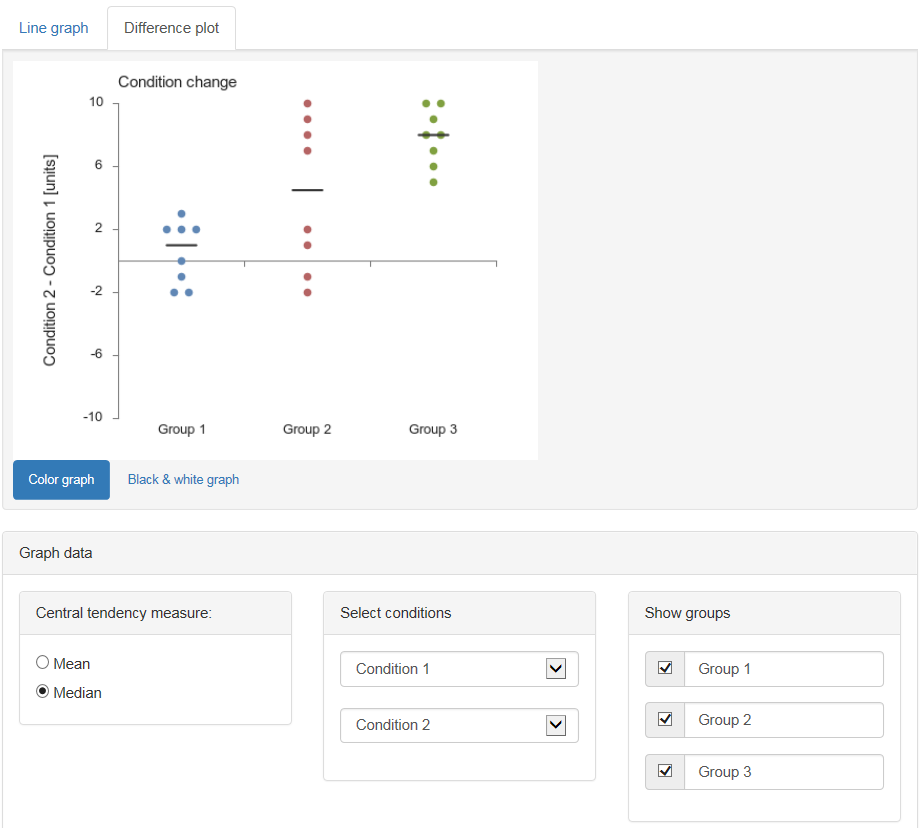 Line graph
Difference plot
Condition change
10
6
2
-2
-6
-10
Condition 2 - Condition 1 [units]
Group 1
Group 2
Group 3
Color graph
Black & white graph
Graph data
Central tendency measure:
Mean
Median
Select conditions
Condition 1
Condition 2
Show groups
Group 1
Group 2
Group 3